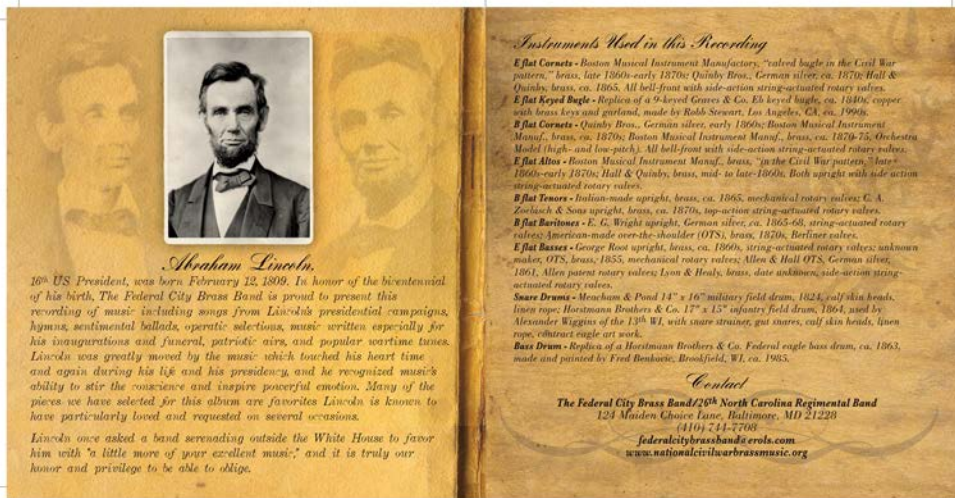 Abraham Lincoln,
16th US President, was born February 12, 1809. In honor of the bicentennial
of his birth, The Federal City Brass Band is proud to present this
recording of music including songs from Lincoln's presidential campaigns,
hymns, sentimental ballads, operatic selections, music written especially for
his inaugurations and funeral, patriotic airs, and popular wartime tunes.
Lincoln was greatly moved by the music which touched his heart time
and again during his life and his presidency, and he recognized music's
ability to stir the conscience and inspire powerful emotion. Many of the
pieces we have selected for this album are favorites Lincoln is known to
have particularly loved and requested on several occasions.
Lincoln once asked a band serenading outside the White House to favor
him with "a little more of your excellent music," and it is truly our
honor and privilege to be able to oblige.
Instruments Used in this Recording
E flat Cornets - Boston Musical Instrument Manufactory, "valved bugle in the Civil War
pattern," brass, late 1860s-early 1870s; Quinby Bros., German silver, ca. 1870; Hall &
Quinby, brass, ca. 1865. All bell-front with side-action string-actuated rotary valves.
E flat Keyed Bugle - Replica of a 9-keyed Graves & Co. Eb keyed bugle, ca. 1840s, copper
with brass keys and garland, made by Robb Stewart, Los Angeles, CA, ca. 1990s.
B flat Cornets - Quinby Bros., German silver, early 1860s; Boston Musical Instrument
Manuf., brass, ca. 1870s; Boston Musical Instrument Manuf., brass, ca. 1870-75, Orchestra
Model (high- and low-pitch). All bell-front with side-action string-actuated rotary valves.
E flat Altos - Boston Musical Instrument Manuf., brass, "in the Civil War pattern," late
1860s-early 1870s; Hall & Quinby, brass, mid- to late-1860s. Both upright with side action
string-actuated rotary valves.
B flat Tenors - Italian-made upright, brass, ca. 1865, mechanical rotary valves; C. A.
Zoebisch & Sons upright, brass, ca. 1870s, top-action string-actuated rotary valves.
B flat Baritones - E. G. Wright upright, German silver, ca. 1865-68, string-actuated rotary
valves; American-made over-the-shoulder (OTS), brass, 1870s, Berliner valves.
E flat Basses - George Root upright, brass, ca. 1860s, string-actuated rotary valves; unknown
maker, OTS, brass, 1855, mechanical rotary valves; Allen & Hall OTS, German silver,
1861, Allen patent rotary valves; Lyon & Healy, brass, date unknown, side-action string-
actuated rotary valves.
Snare Drums - Meacham & Pond 14" x 16" military field drum, 1824, calf skin heads,
linen rope; Horstmann Brothers & Co. 17" x 15" infantry field drum, 1864, used by
Alexander Wiggins of the 13th WI, with snare strainer, gut snares, calf skin heads, linen
rope, contract eagle art work.
Bass Drum - Replica of a Horstmann Brothers & Co. Federal eagle bass drum, ca. 1863,
made and painted by Fred Benkovic, Brookfield, WI, ca. 1985.
Contact
The Federal City Brass Band/26th North Carolina Regimental Band
124 Maiden Choice Lane, Baltimore, MD 21228
(410) 744-7708
federalcitybrassband@erols.com
www.nationalcivilwarbrassmusic.org